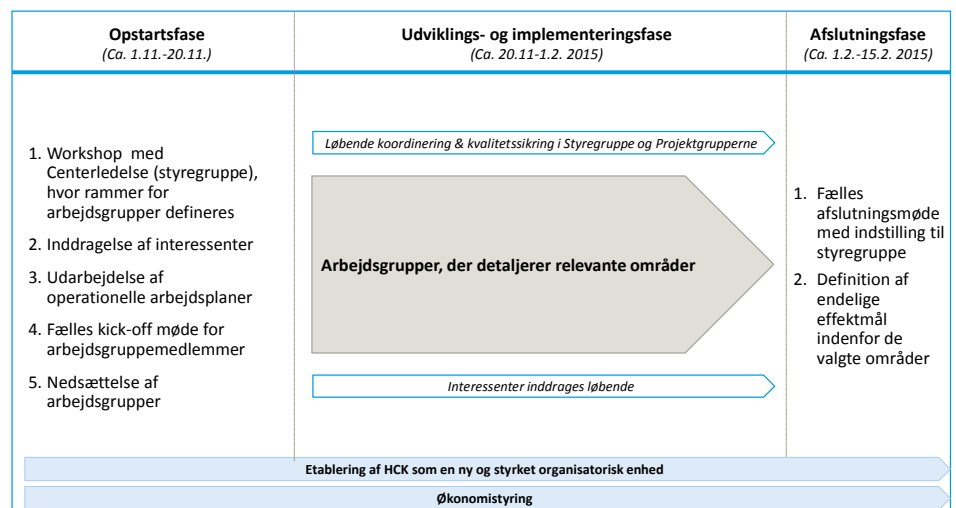 Opstartsfase
(Ca. 1.11.-20.11.)
Udviklings- og implementeringsfase
(Ca. 20.11-1.2. 2015)
Afslutningsfase
(Ca. 1.2.-15.2. 2015)
1. Workshop med
Centerledelse (styregruppe),
hvor rammer for
arbejdsgrupper defineres
2. Inddragelse af interessenter
3. Udarbejdelse af
operationelle arbejdsplaner
4. Fælles kick-off møde for
arbejdsgruppemedlemmer
5. Nedsættelse af
arbejdsgrupper
Løbende koordinering & kvalitetssikring i Styregruppe og Projektgrupperne
Arbejdsgrupper, der detaljerer relevante områder
Interessenter inddrages løbende
1. Fælles
afslutningsmøde
med indstilling til
styregruppe
2. Definition af
endelige
effektmål
indenfor de
valgte områder
Etablering af HCK som en ny og styrket organisatorisk enhed
Økonomistyring